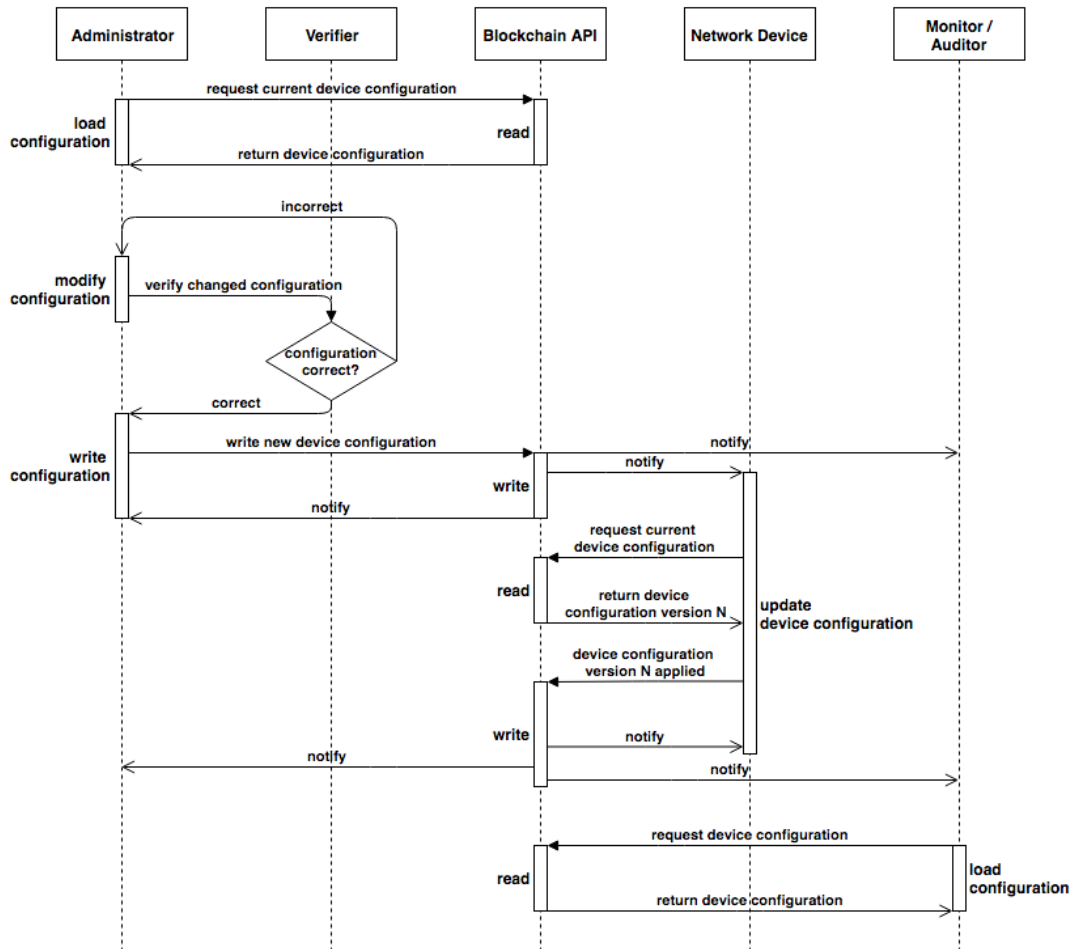 Administrator
Verifier
Blockchain API
Network Device
Monitor /
Auditor
request current device configuration
load
configuration
read
return device configuration
incorrect
modify
configuration
verify changed configuration
configuration
correct?
correct
write new device configuration
notify
write
configuration
notify
write
notify
request current
device configuration
read
return device
configuration version N
update
device configuration
device configuration
version N applied
write
notify
notify
notify
request device configuration
read
load
configuration
return device configuration